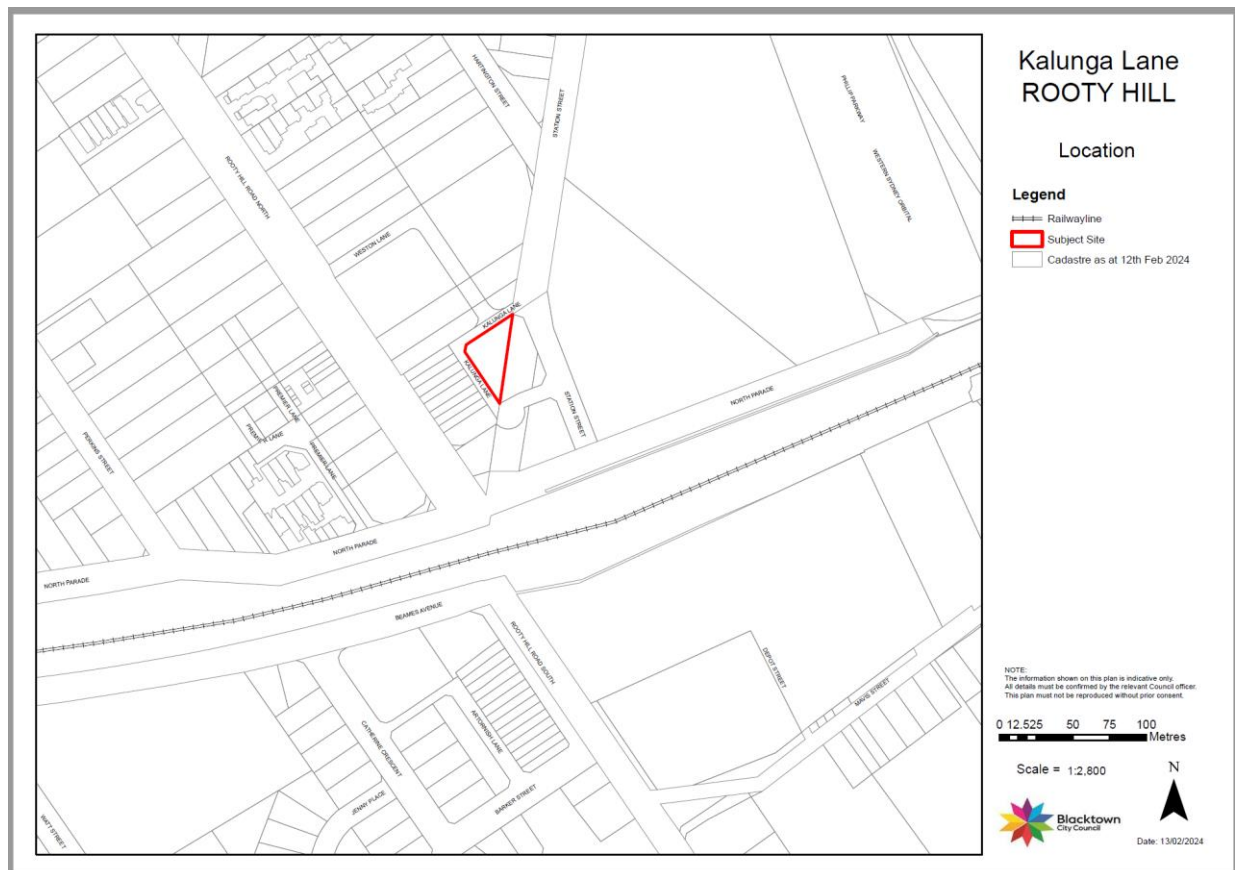 Kalunga Lane
ROOTY HILL
Location
Legend
Railwayline
Subject Site
Cadastre as at 12th Feb 2024
HARTINGTON STREET
STATION STREET
PHILLIP PARKWAY
WESTERN SYDNEY ORBITAL
ROOTY HILL ROAD NORTH
WESTON LANE
KALUNGA LANE
KALUNGA LANE
STATION STREET
NORTH PARADE
PREMIER LANE
PREMIER LANE
PREMIER LANE
PERKINS STREET
NORTH PARADE
NORTH PARADE
BEAMES AVENUE
ROOTY HILL ROAD SOUTH
DEPOT STREET
MAVIS STREET
CATHERINE CRESCENT
ARTORNISH LANE
JENNY PLACE
BARKER STREET
WATT STREET
NOTE:
The information shown on this plan is indicative only.
All details must be confirmed by the relevant Council officer.
This plan must not be reproduced without prior consent.
0 12.525 50 75 100
Metres
Scale = 1:2,800
N
Blacktown
City Council
Date: 13/02/2024